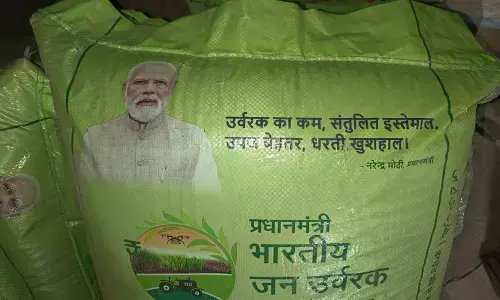 उर्वरक का कम, संतुलित इस्तेमाल,
उपज बेहतर, धरती खुशहाल।
- नरेन्द्र मोदी, प्रधानमंत्री
प्रधानमंत्री
भारतीय
जन उर्वरक